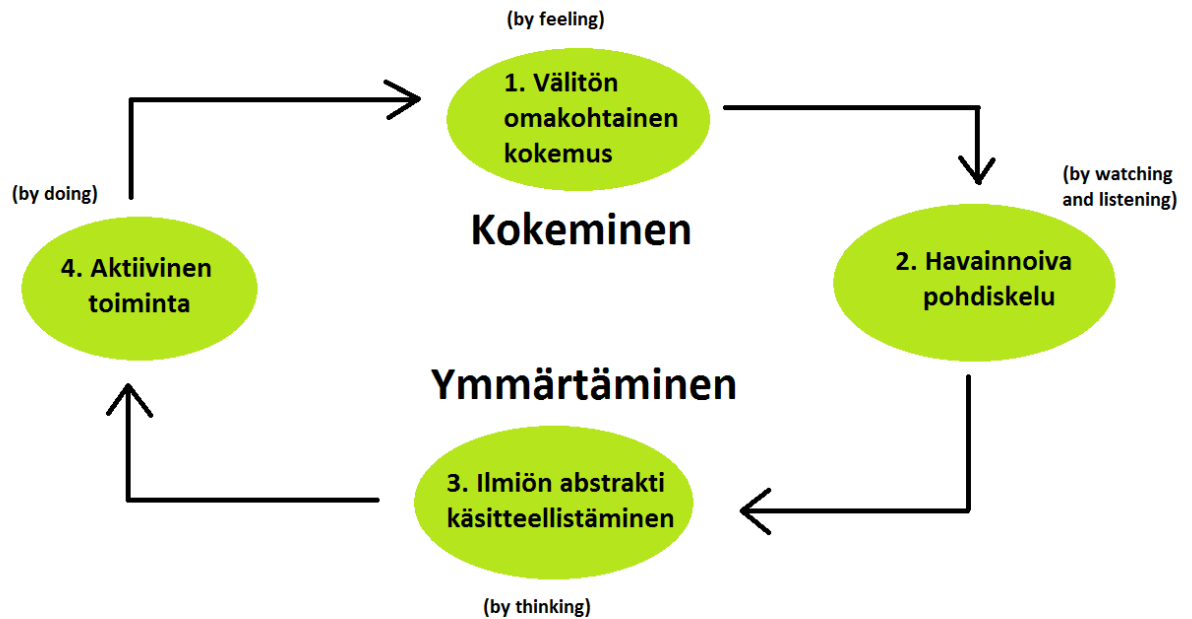 (by feeling)
1. Välitön
omakohtainen
kokemus
(by watching
and listening)
(by doing)
Kokeminen
4. Aktiivinen
toiminta
2. Havainnoiva
pohdiskelu
Ymmärtäminen
3. Ilmiön abstrakti
käsitteellistäminen
(by thinking)